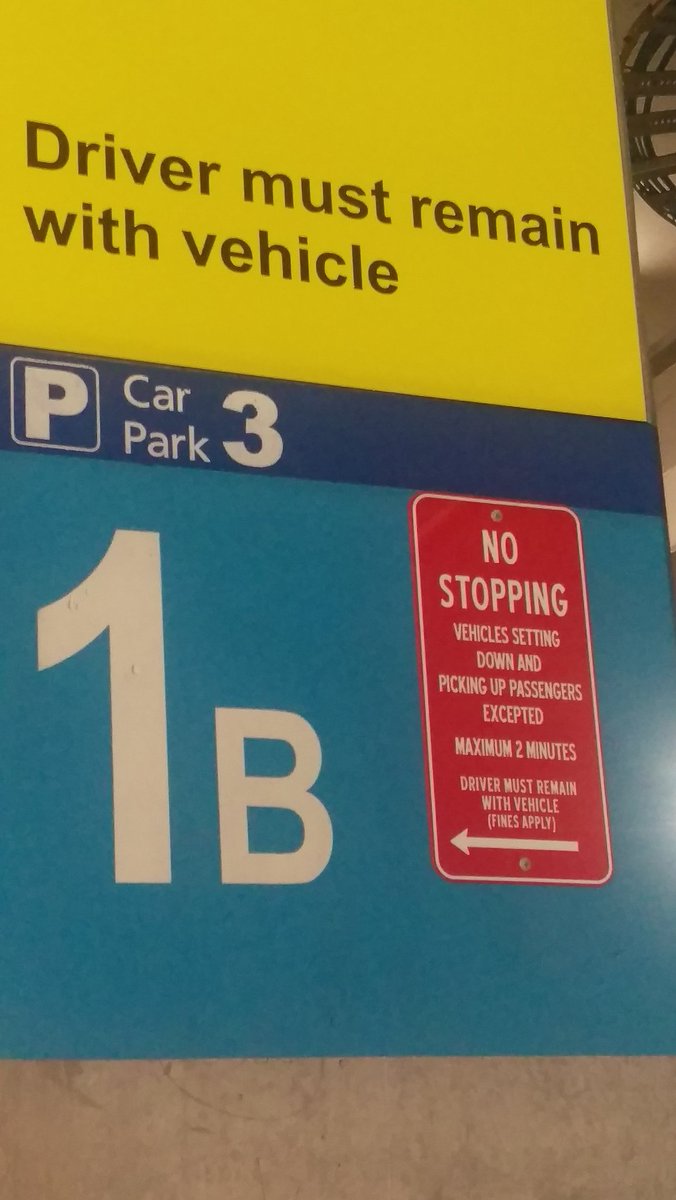 Driver must remain
with vehicle
P
Car
Park 3
1B
NO
STOPPING
VEHICLES SETTING
DOWN AND
PICKING UP PASSENGERS
EXCEPTED
MAXIMUM 2 MINUTES
DRIVER MUST REMAIN
WITH VEHICLE
(FINES APPLY)